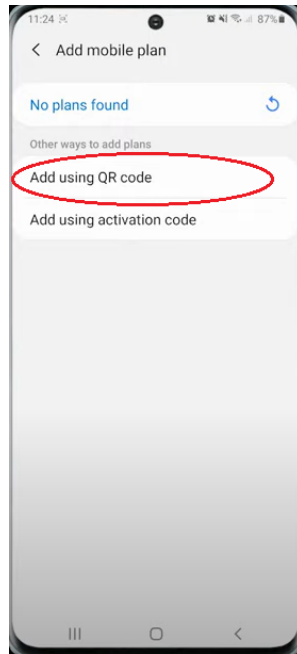 11:24
87%
Add mobile plan
No plans found
Other ways to add plans
Add using QR code
Add using activation code